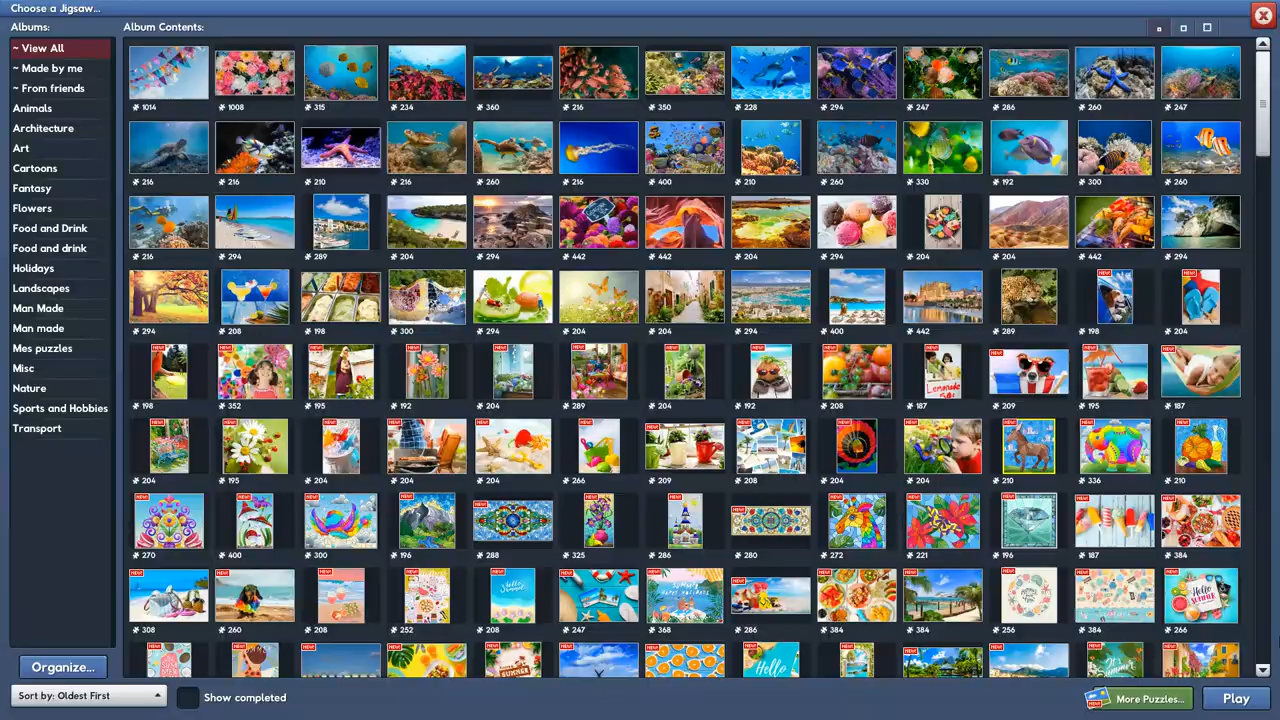 Choose a Jigsaw...
Albums:
Album Contents:
~ View All
~ Made by me
~ From friends
Animals
Architecture
Art
Cartoons
Fantasy
Flowers
Food and Drink
Food and drink
Holidays
Landscapes
Man Made
Man made
Mes puzzles
Misc
Nature
Sports and Hobbies
Transport
1014 1008 315 234 360 216 350 228 294 247 286 260 247
216 216 210 216 260 216 400 210 260 330 192 300 260
216 294 289 204 294 442 442 204 294 204 204 442 294
294 208 198 300 294 204 204 294 400 442 289 198 204
198 352 195 192 204 289 204 192 208 187 209 195 187
204 195 204 204 204 266 209 208 204 204 210 336 210
270 400 300 196 288 325 286 280 272 221 196 187 384
308 260 208 252 208 247 368 286 384 384 256 384 266
Organize...
Sort by: Oldest First
Show completed
More Puzzles...
Play